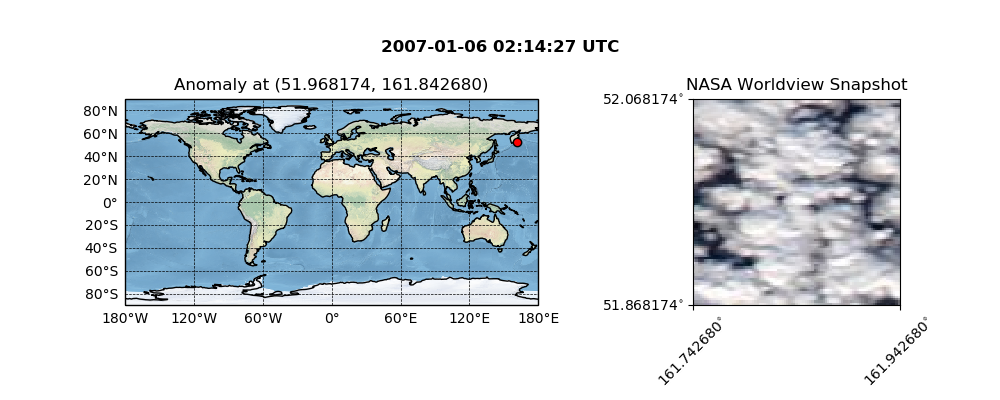 2007-01-06 02:14:27 UTC
Anomaly at (51.968174, 161.842680)
80°N
60°N
40°N
20°N
0°
20°S
40°S
60°S
80°S
180°W 120°W 60°W 0° 60°E 120°E 180°E
NASA Worldview Snapshot
52.068174°
51.868174°
161.742680°
161.942680°